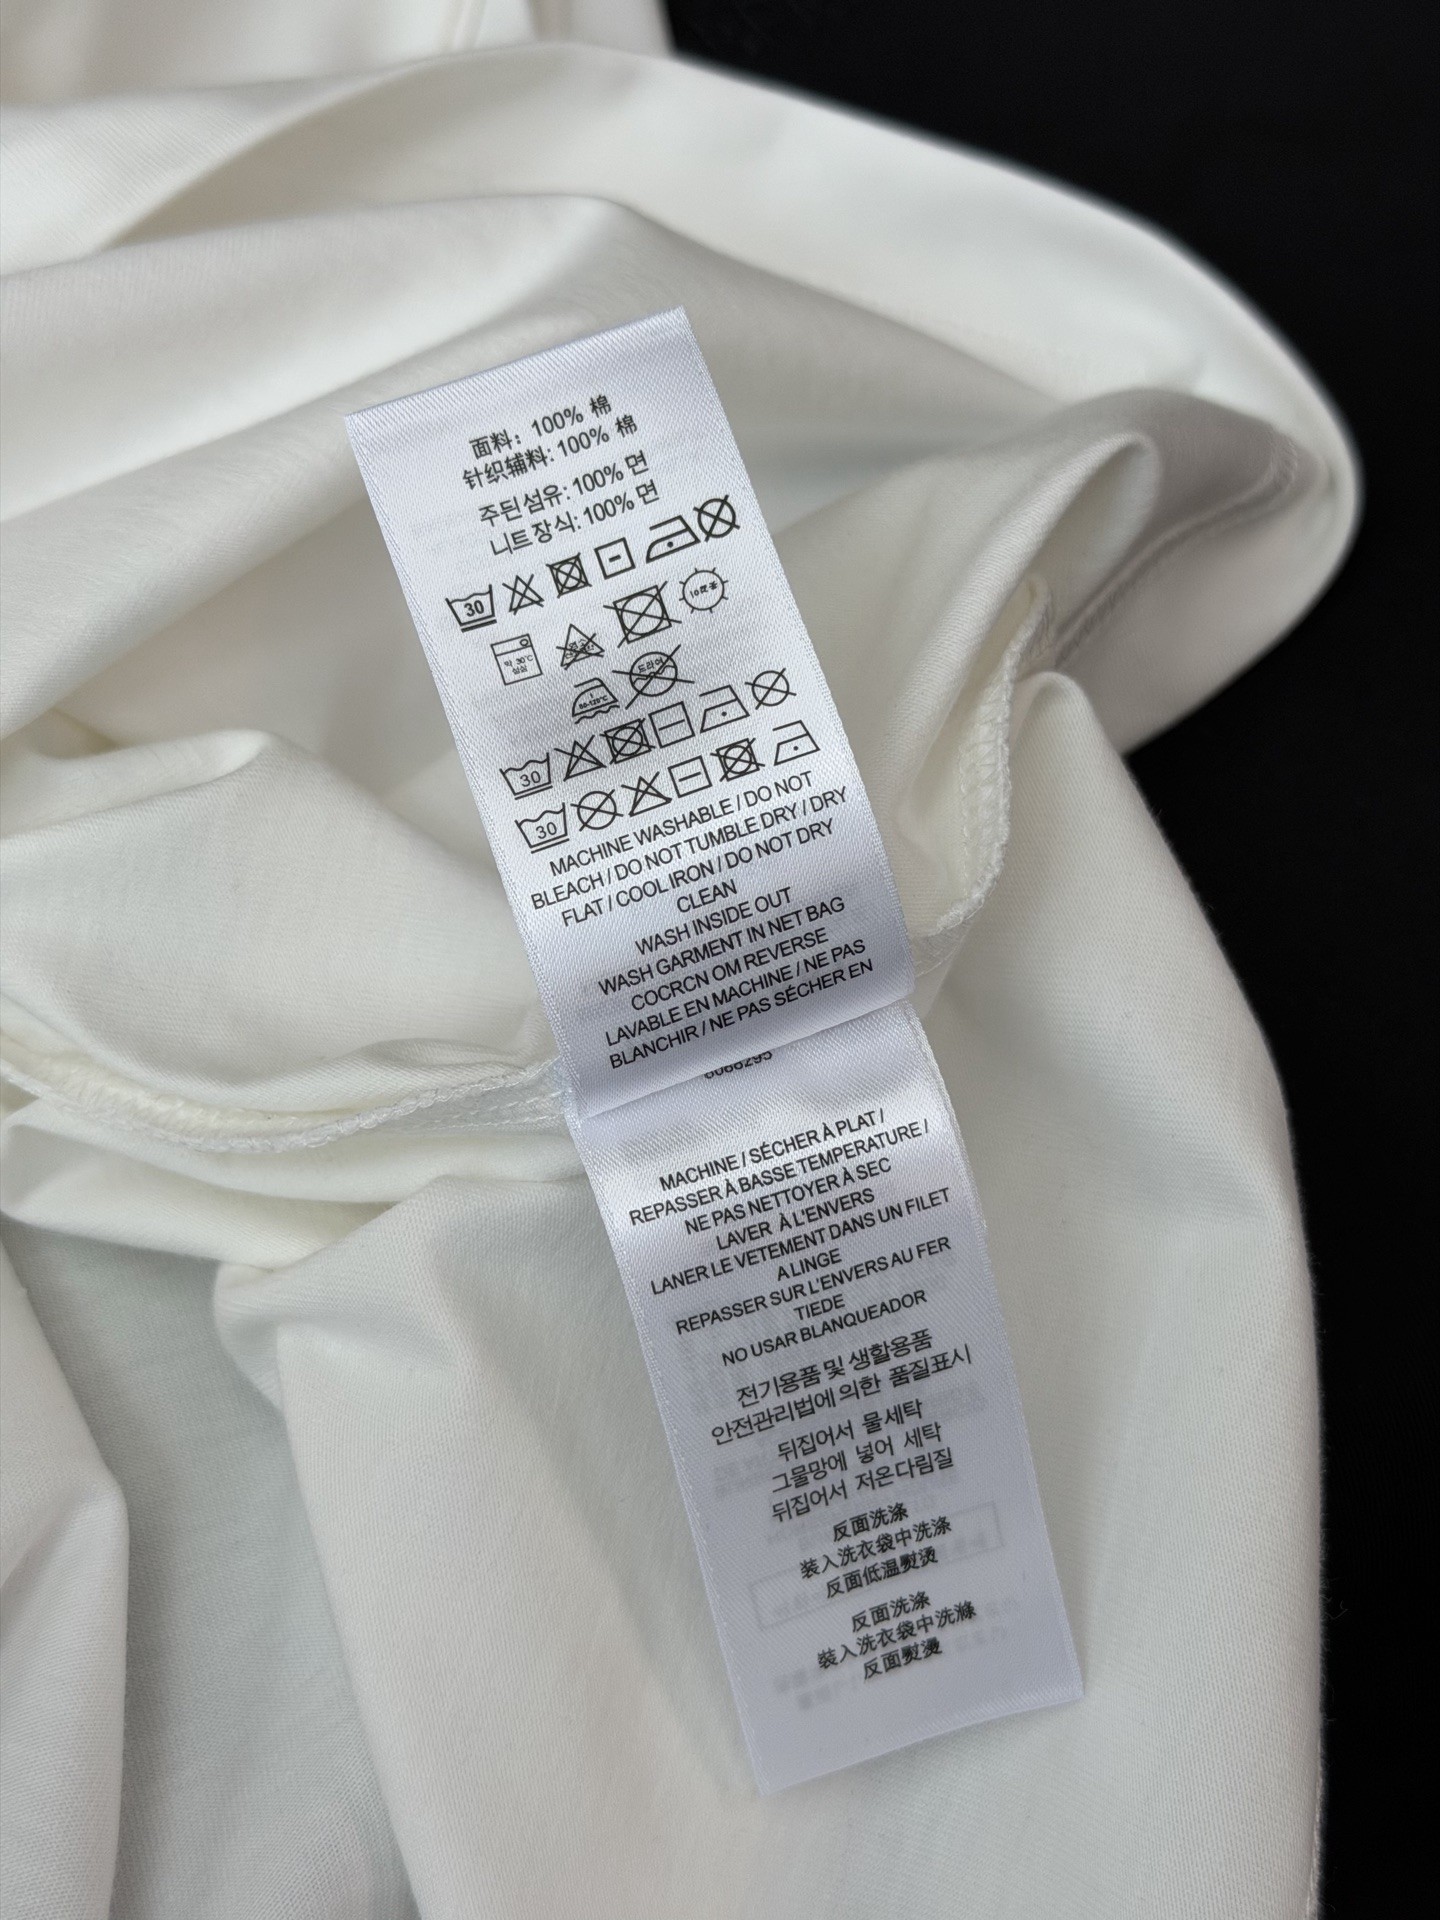 面料: 100% 棉
针织辅料: 100% 棉
주된섬유: 100% 면
니트장식: 100% 면
30
10호분
약 30℃
30
30
MACHINE WASHABLE / DO NOT
BLEACH / DO NOT TUMBLE DRY / DRY
FLAT / COOL IRON / DO NOT DRY
CLEAN
WASH INSIDE OUT
WASH GARMENT IN NET BAG
COCRCN OM REVERSE
LAVABLE EN MACHINE / NE PAS
BLANCHIR / NE PAS SÉCHER EN
8068295
MACHINE / SÉCHER À PLAT /
REPASSER À BASSE TEMPERATURE /
NE PAS NETTOYER À SEC
LAVER À L'ENVERS
LANER LE VETEMENT DANS UN FILET
A LINGE
REPASSER SUR L'ENVERS AU FER
TIEDE
NO USAR BLANQUEADOR
전기용품 및 생활용품
안전관리법에 의한 품질표시
뒤집어서 물세탁
그물망에 넣어 세탁
뒤집어서 저온다림질
反面洗涤
装入洗衣袋中洗涤
反面低温熨烫
反面洗涤
裝入洗衣袋中洗滌
反面熨燙